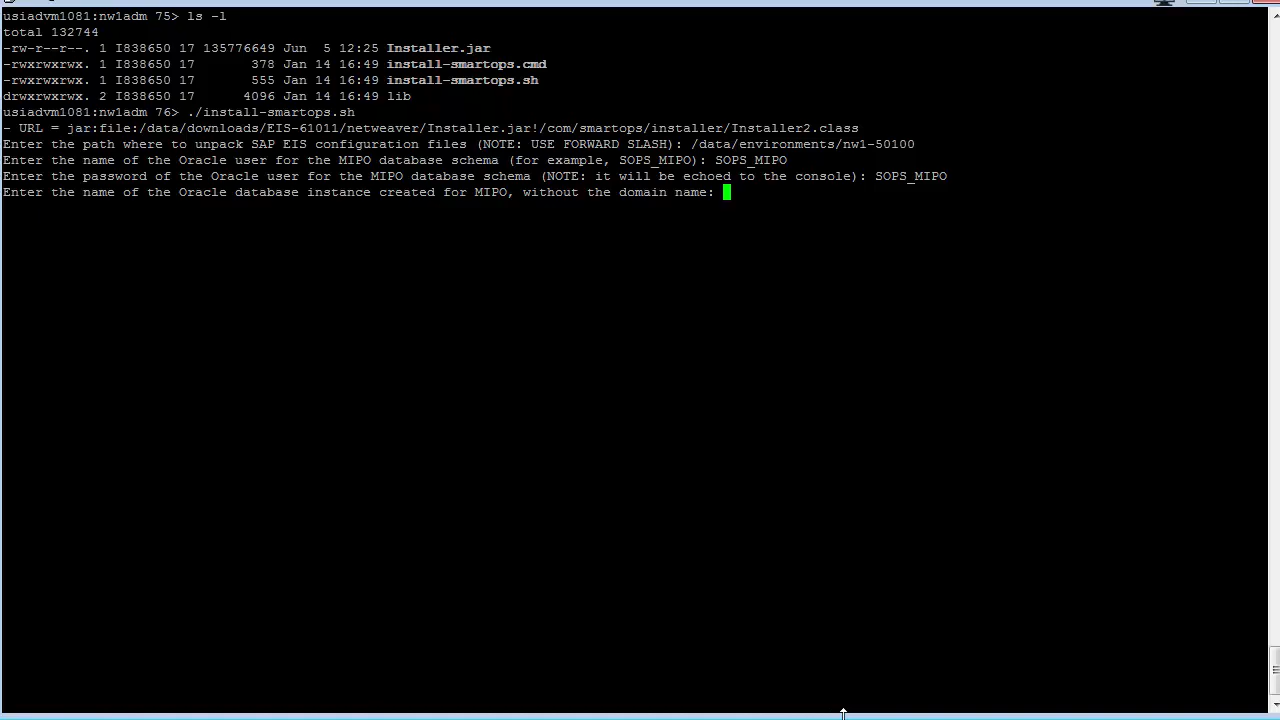 usiadvm1081:nw1adm 75> ls -l
total 132744
-rw-r--r--. 1 I838650 17 135776649 Jun  5 12:25 Installer.jar
-rwxrwxrwx. 1 I838650 17       378 Jan 14 16:49 install-smartops.cmd
-rwxrwxrwx. 1 I838650 17       555 Jan 14 16:49 install-smartops.sh
drwxrwxrwx. 2 I838650 17      4096 Jan 14 16:49 lib
usiadvm1081:nw1adm 76> ./install-smartops.sh
- URL = jar:file:/data/downloads/EIS-61011/netweaver/Installer.jar!/com/smartops/installer/Installer2.class
Enter the path where to unpack SAP EIS configuration files (NOTE: USE FORWARD SLASH): /data/environments/nw1-50100
Enter the name of the Oracle user for the MIPO database schema (for example, SOPS_MIPO): SOPS_MIPO
Enter the password of the Oracle user for the MIPO database schema (NOTE: it will be echoed to the console): SOPS_MIPO
Enter the name of the Oracle database instance created for MIPO, without the domain name: